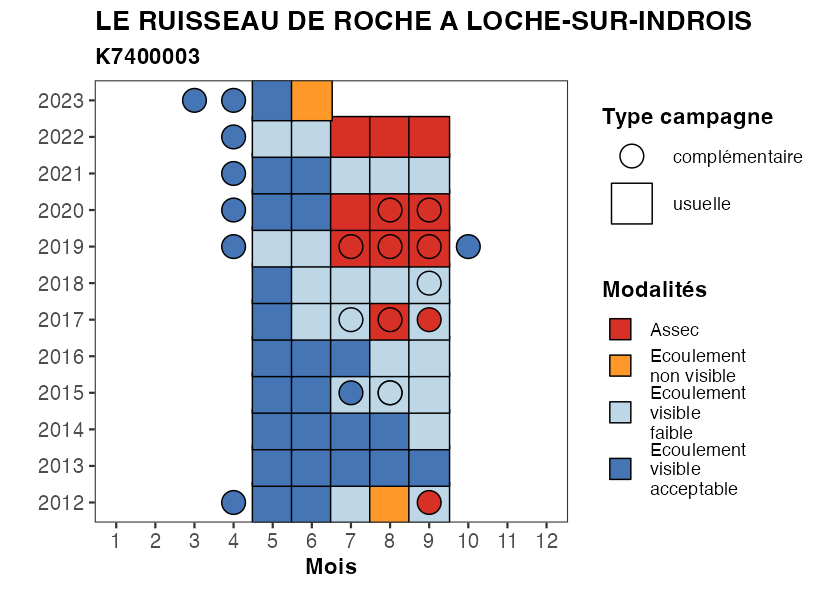 LE RUISSEAU DE ROCHE A LOCHE-SUR-INDROIS
K7400003
2023
2022
2021
2020
2019
2018
2017
2016
2015
2014
2013
2012
1 2 3 4 5 6 7 8 9 10 11 12
Mois
Type campagne
complémentaire
usuelle
Modalités
Assec
Ecoulement
non visible
Ecoulement
visible
faible
Ecoulement
visible
acceptable